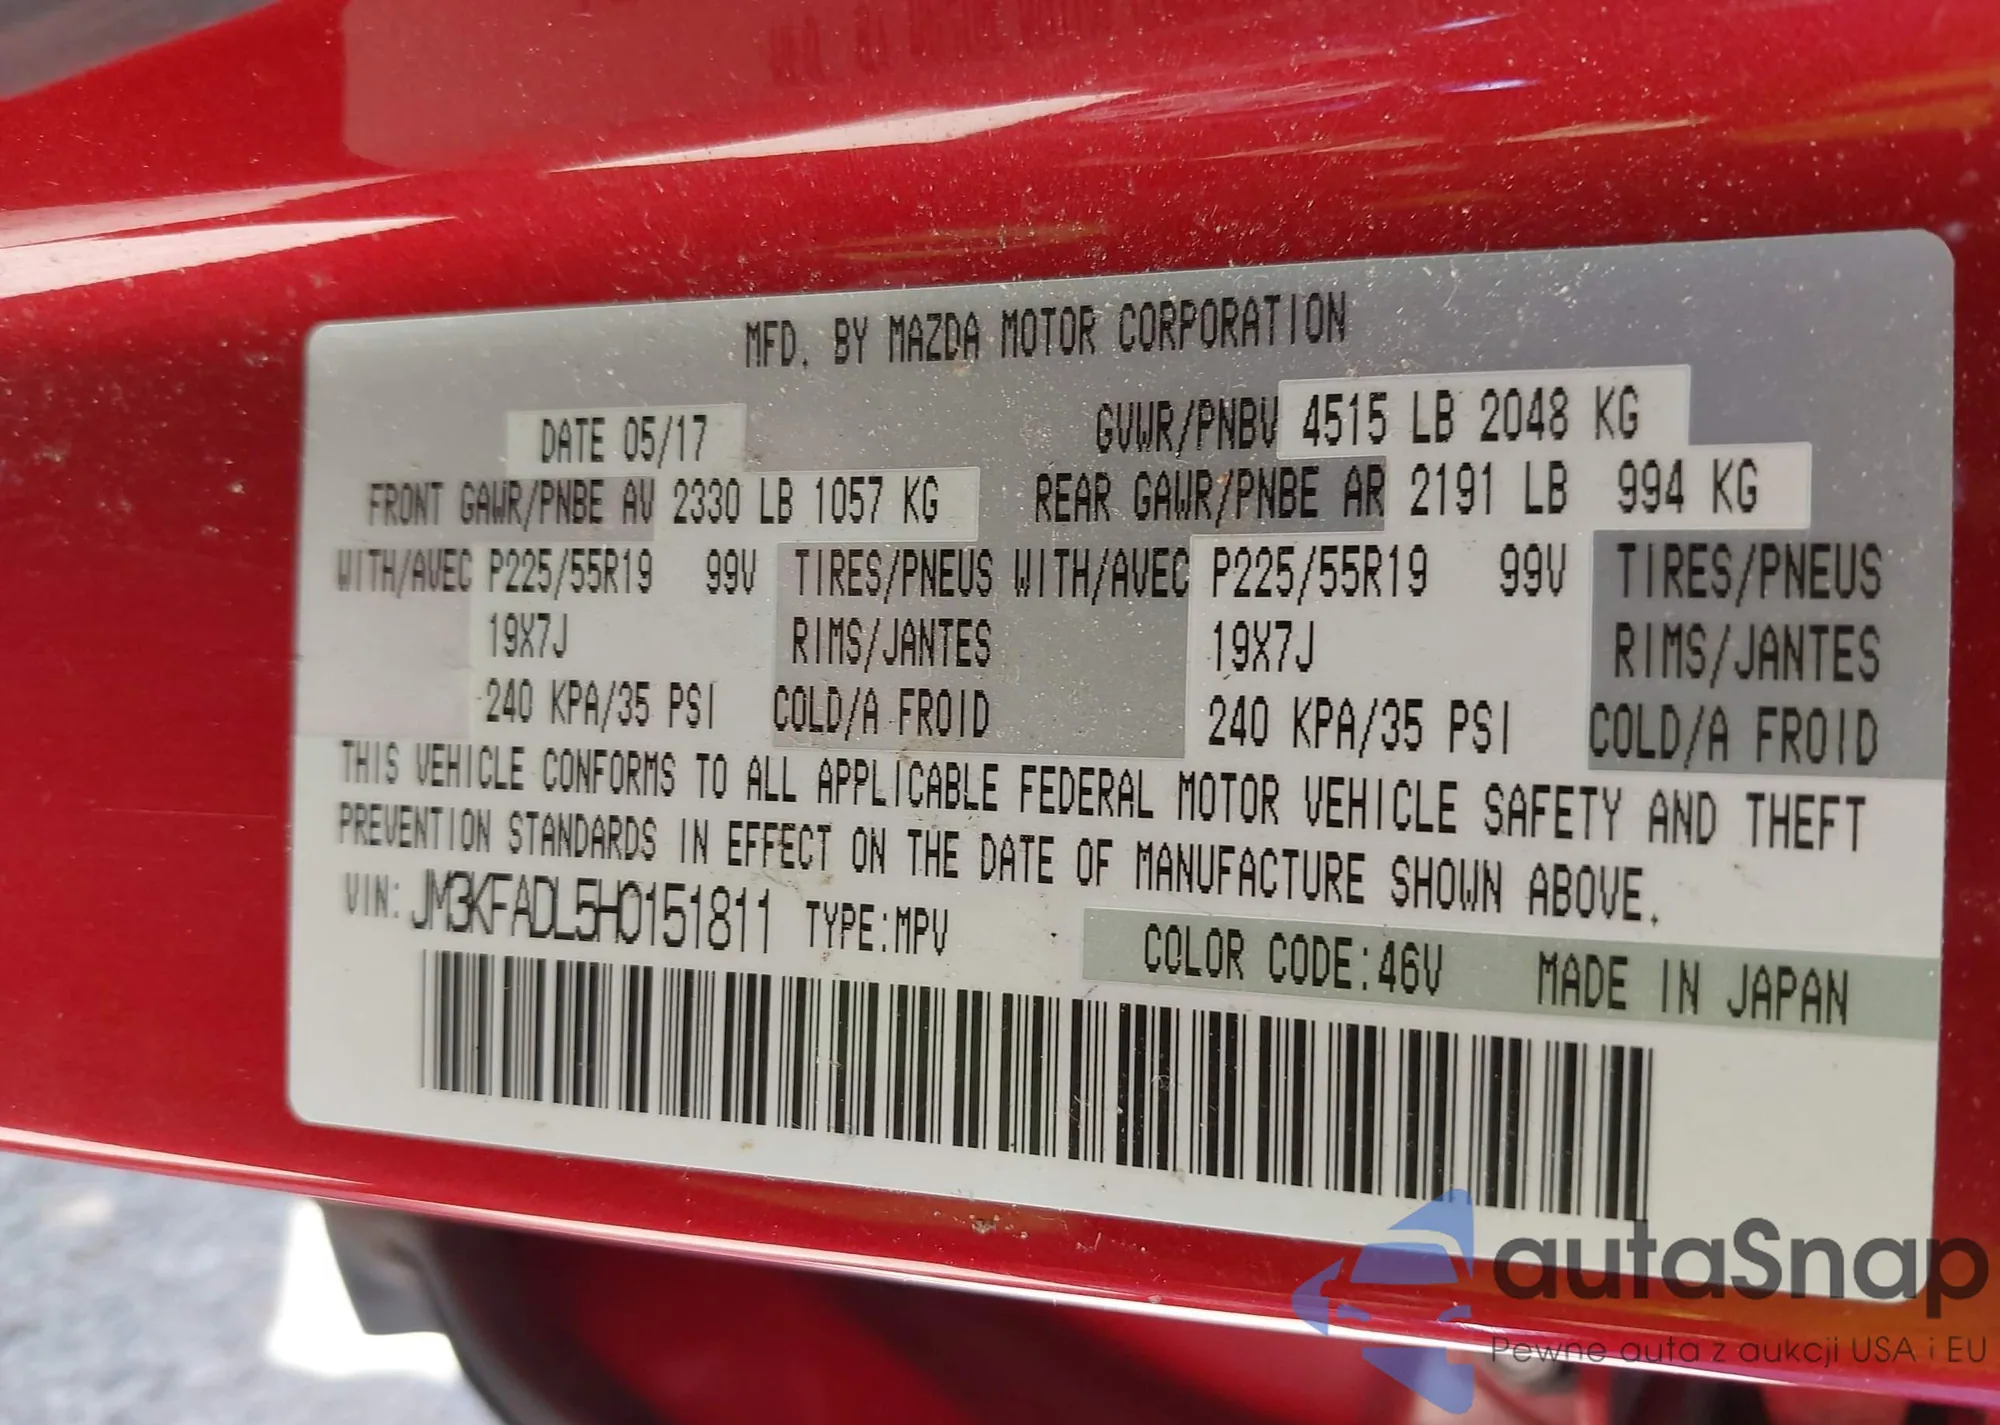 MFD. BY MAZDA MOTOR CORPORATION
DATE 05/17 GVWR/PNBV 4515 LB 2048 KG
FRONT GAWR/PNBE AV 2330 LB 1057 KG REAR GAWR/PNBE AR 2191 LB 994 KG
WITH/AVEC P225/55R19 99V TIRES/PNEUS WITH/AVEC P225/55R19 99V TIRES/PNEUS
19X7J RIMS/JANTES 19X7J RIMS/JANTES
240 KPA/35 PSI COLD/A FROID 240 KPA/35 PSI COLD/A FROID
THIS VEHICLE CONFORMS TO ALL APPLICABLE FEDERAL MOTOR VEHICLE SAFETY AND THEFT
PREVENTION STANDARDS IN EFFECT ON THE DATE OF MANUFACTURE SHOWN ABOVE.
VIN: JM3KFADL5H0151811 TYPE:MPV COLOR CODE:46V MADE IN JAPAN
autaSnap
Pewne auta z aukcji USA i EU